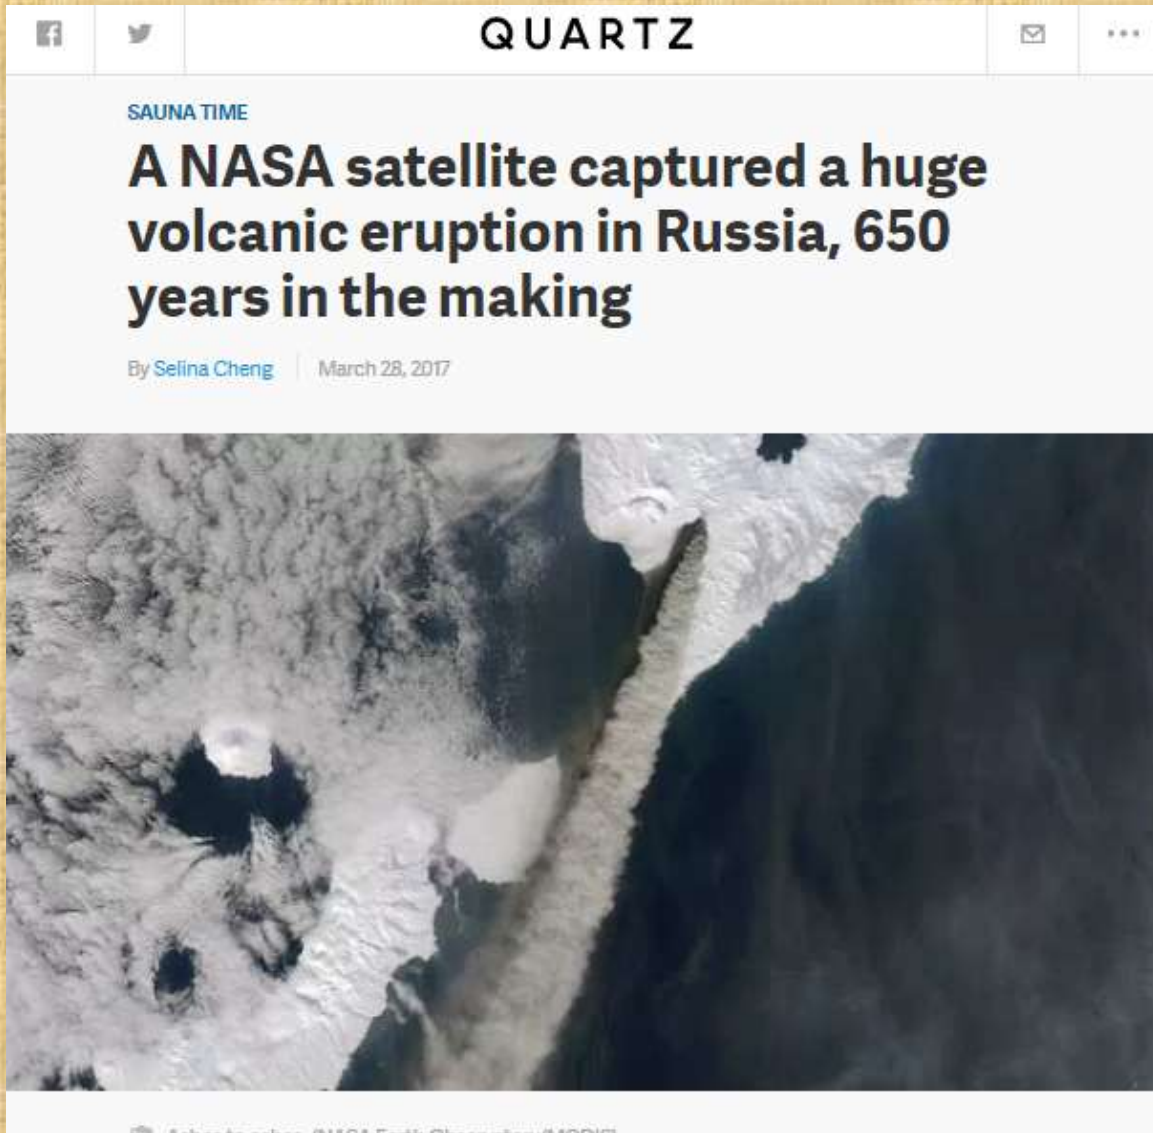 QUARTZ
SAUNA TIME
A NASA satellite captured a huge
volcanic eruption in Russia, 650
years in the making
By Selina Cheng March 28, 2017